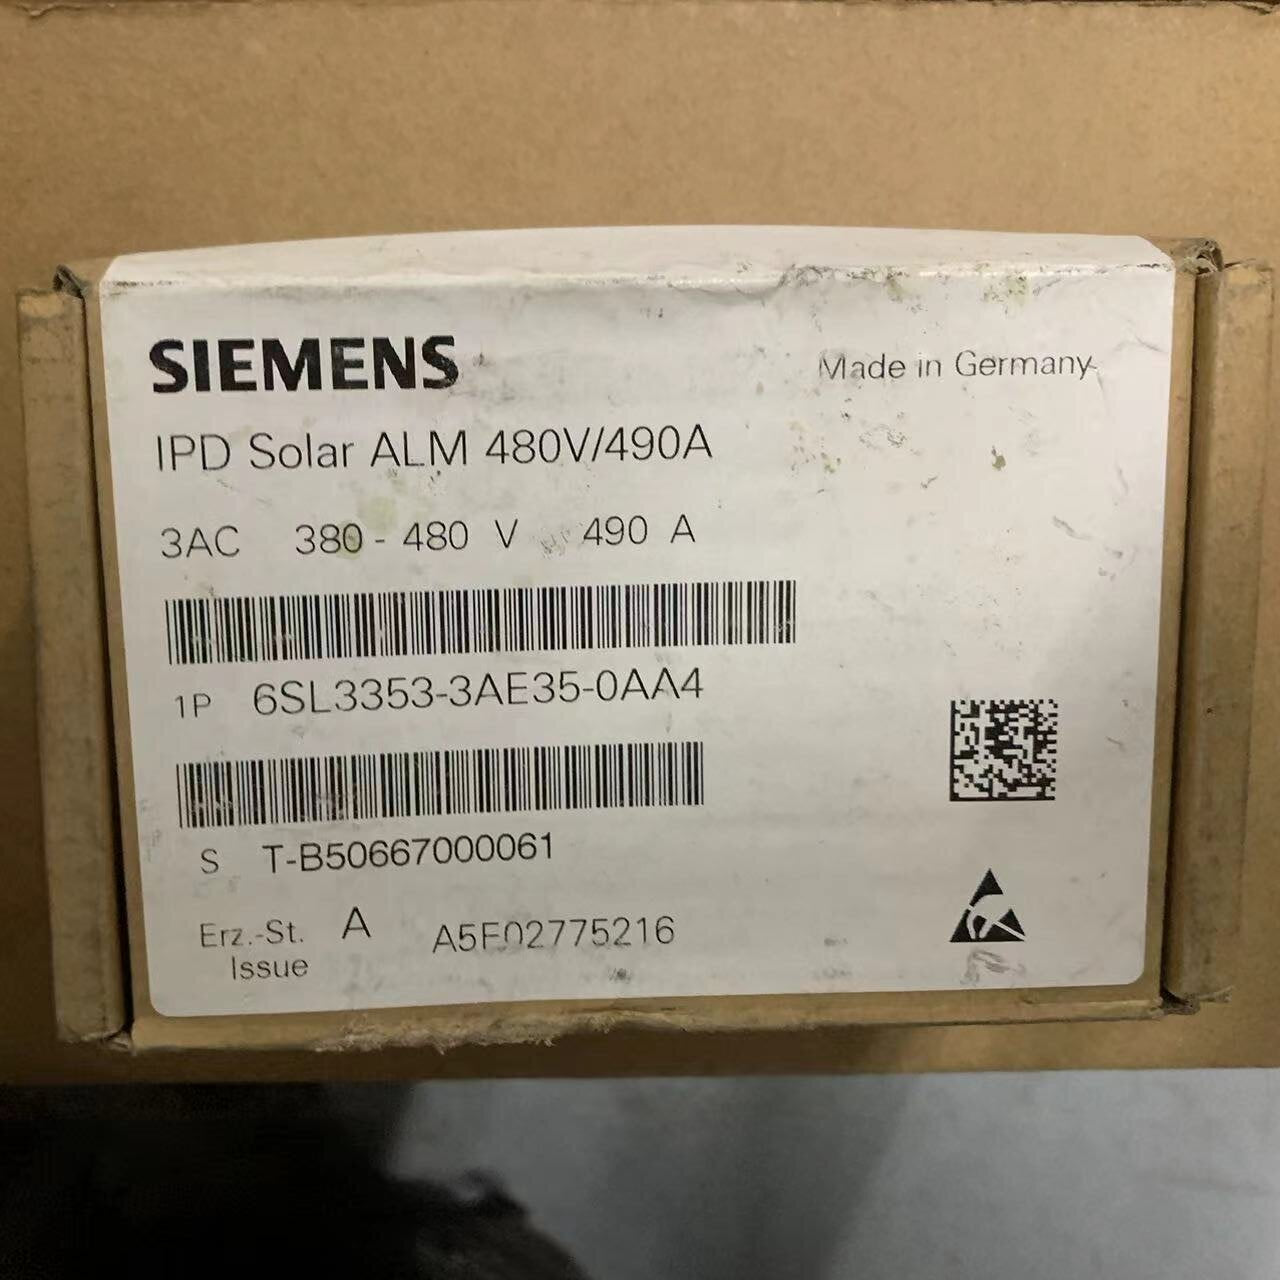 SIEMENS
Made in Germany
IPD Solar ALM 480V/490A
3AC 380 - 480 V 490 A
1P 6SL3353-3AE35-0AA4
S T-B50667000061
Erz.-St. A A5E02775216
Issue